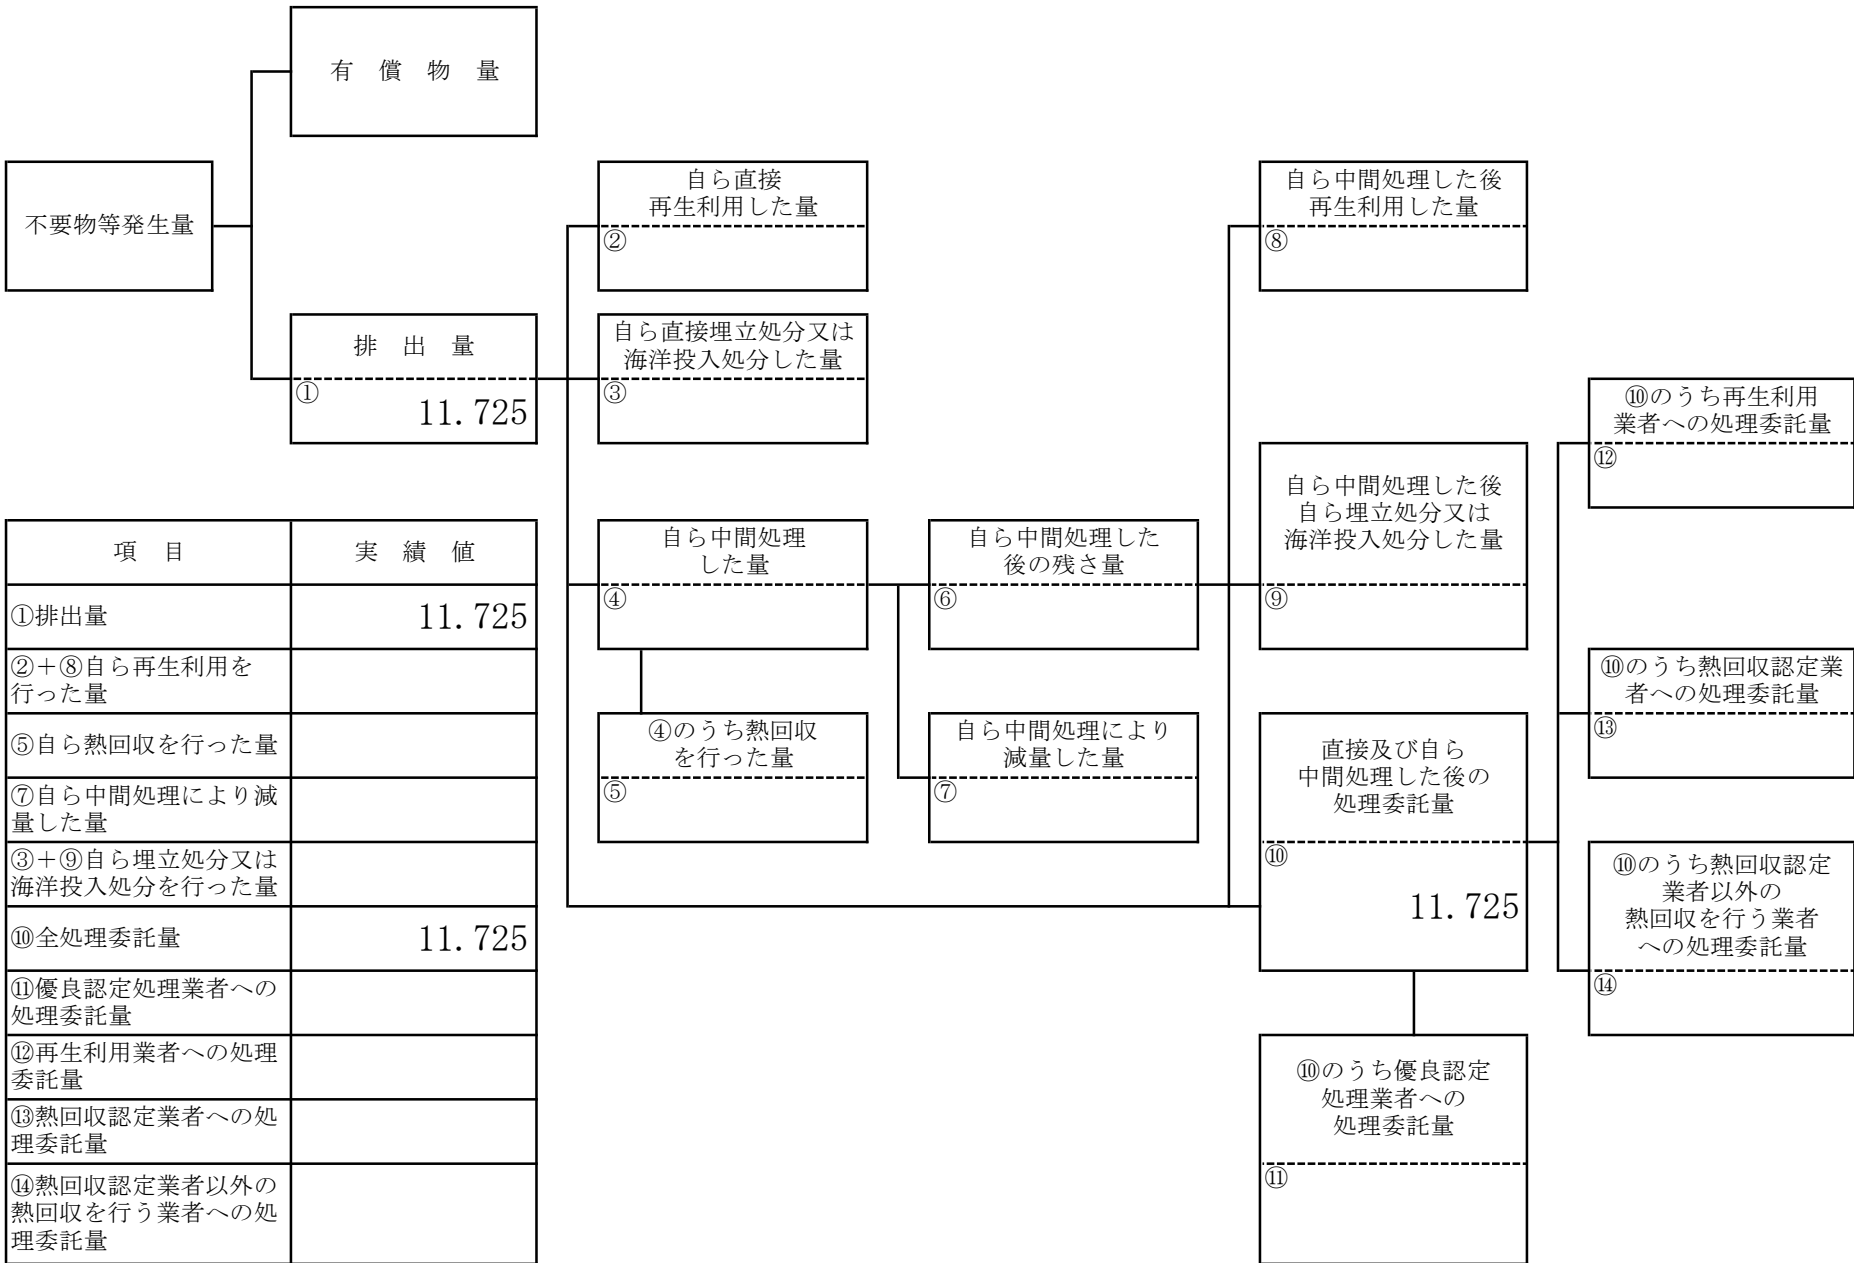 有 償 物 量
不要物等発生量
排 出 量
①
11.725
自ら直接
再生利用した量
②
自ら直接埋立処分又は
海洋投入処分した量
③
自ら中間処理
した量
④
④のうち熱回収
を行った量
⑤
自ら中間処理した
後の残さ量
⑥
自ら中間処理により
減量した量
⑦
自ら中間処理した後
再生利用した量
⑧
自ら中間処理した後
自ら埋立処分又は
海洋投入処分した量
⑨
直接及び自ら
中間処理した後の
処理委託量
⑩
11.725
⑩のうち優良認定
処理業者への
処理委託量
⑪
⑩のうち再生利用
業者への処理委託量
⑫
⑩のうち熱回収認定業
者への処理委託量
⑬
⑩のうち熱回収認定
業者以外の
熱回収を行う業者
への処理委託量
⑭
項 目 実 績 値
①排出量 11.725
②+⑧自ら再生利用を
行った量
⑤自ら熱回収を行った量
⑦自ら中間処理により減
量した量
③+⑨自ら埋立処分又は
海洋投入処分を行った量
⑩全処理委託量 11.725
⑪優良認定処理業者への
処理委託量
⑫再生利用業者への処理
委託量
⑬熱回収認定業者への処
理委託量
⑭熱回収認定業者以外の
熱回収を行う業者への処
理委託量